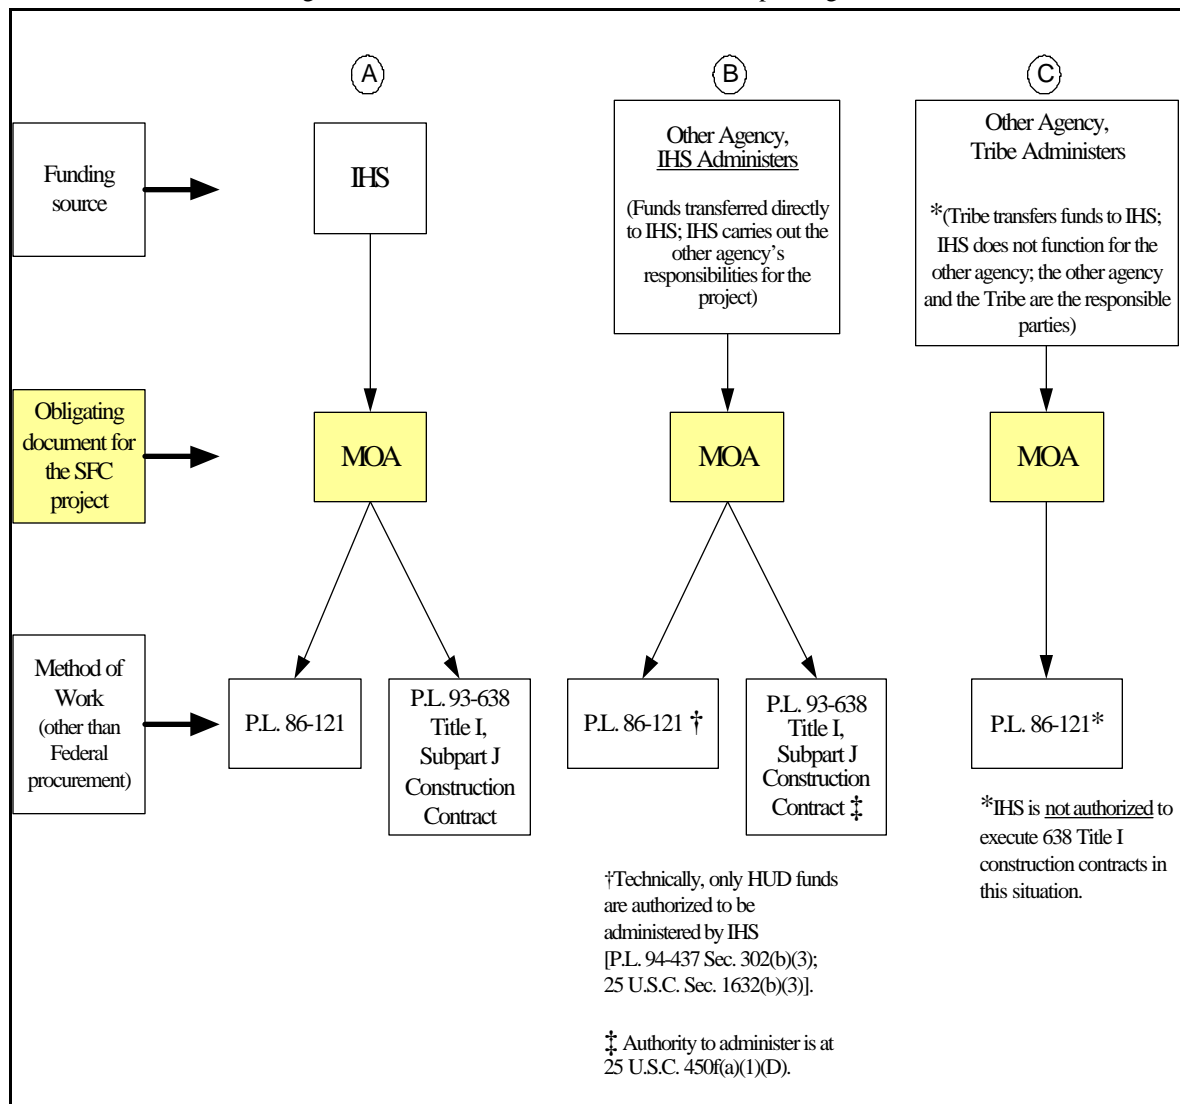 A
B
C
Funding
source
IHS
Other Agency,
IHS Administers
(Funds transferred directly
to IHS; IHS carries out the
other agency’s
responsibilities for the
project)
Other Agency,
Tribe Administers
*(Tribe transfers funds to IHS;
IHS does not function for the
other agency; the other agency
and the Tribe are the responsible
parties)
Obligating
document for
the SFC
project
MOA
MOA
MOA
Method of
Work
(other than
Federal
procurement)
P.L. 86-121
P.L. 93-638
Title I,
Subpart J
Construction
Contract
P.L. 86-121 †
P.L. 93-638
Title I,
Subpart J
Construction
Contract ‡
P.L. 86-121*
*IHS is not authorized to
execute 638 Title I
construction contracts in
this situation.
†Technically, only HUD funds
are authorized to be
administered by IHS
[P.L. 94-437 Sec. 302(b)(3);
25 U.S.C. Sec. 1632(b)(3)].
‡ Authority to administer is at
25 U.S.C. 450f(a)(1)(D).